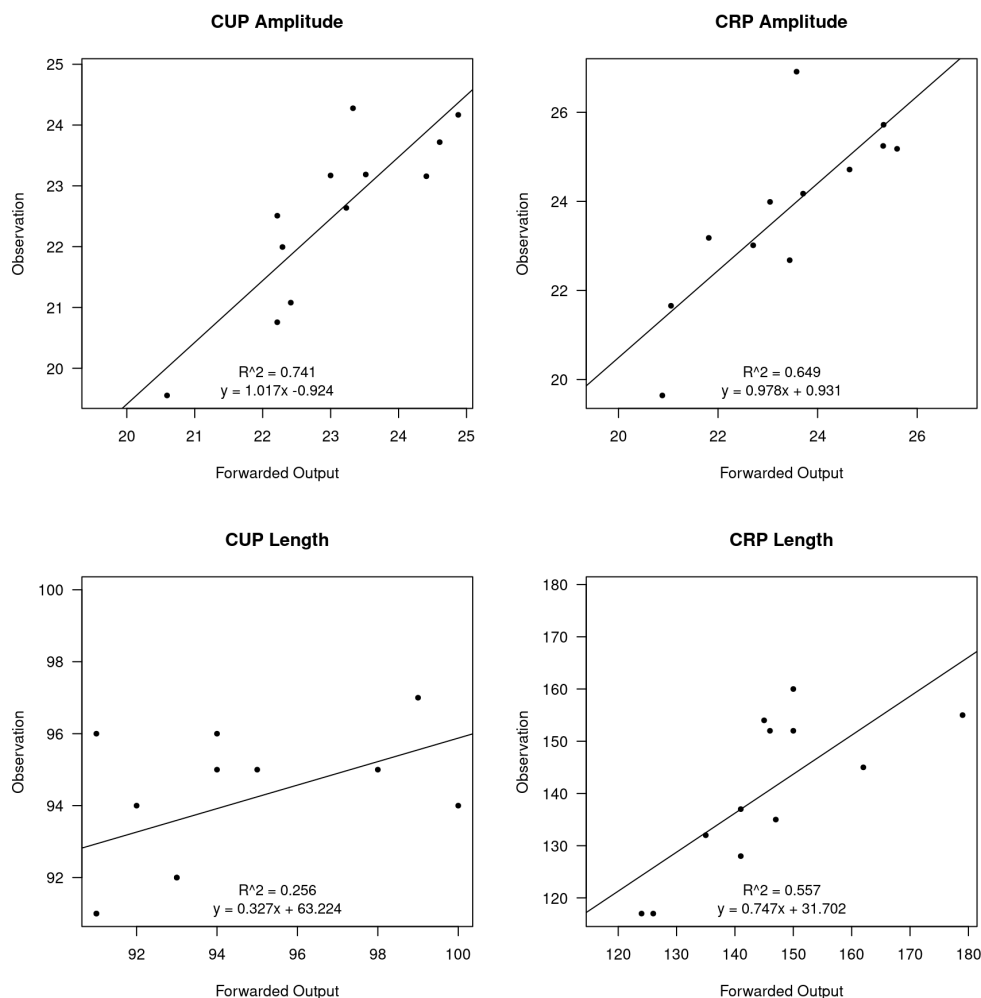 CUP Amplitude
Observation
25
24
23
22
21
20
R^2 = 0.741
y = 1.017x -0.924
20 21 22 23 24 25
Forwarded Output
CRP Amplitude
Observation
26
24
22
20
R^2 = 0.649
y = 0.978x + 0.931
20 22 24 26
Forwarded Output
CUP Length
Observation
100
98
96
94
92
R^2 = 0.256
y = 0.327x + 63.224
92 94 96 98 100
Forwarded Output
CRP Length
Observation
180
170
160
150
140
130
120
R^2 = 0.557
y = 0.747x + 31.702
120 130 140 150 160 170 180
Forwarded Output